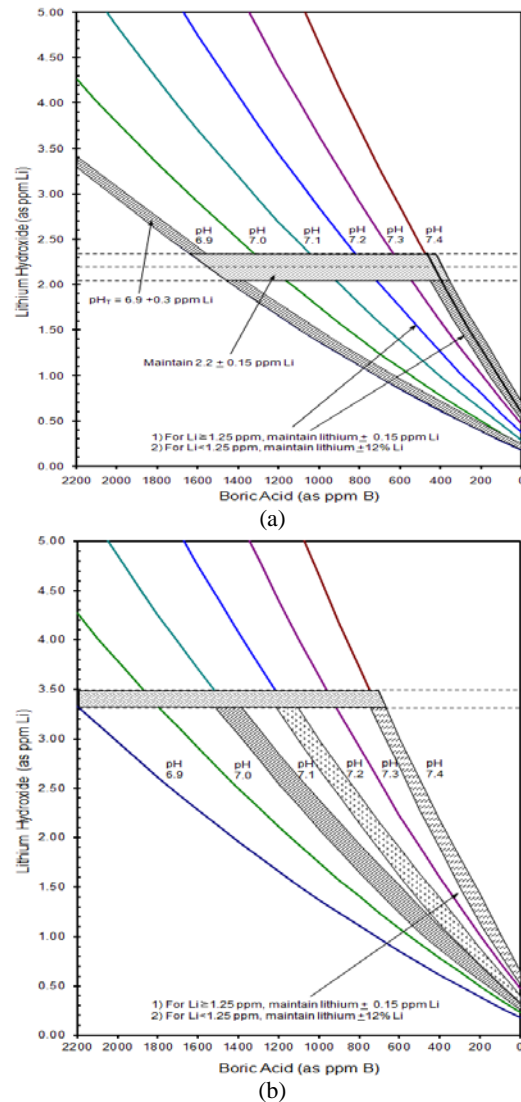 5.00
4.50
4.00
3.50
3.00
2.50
2.00
1.50
1.00
0.50
0.00
Lithium Hydroxide (as ppm Li)
pH 6.9
pH 7.0
pH 7.1
pH 7.2
pH 7.3
pH 7.4
pHT = 6.9 +0.3 ppm Li
Maintain 2.2 ± 0.15 ppm Li
1) For Li≥1.25 ppm, maintain lithium ± 0.15 ppm Li
2) For Li<1.25 ppm, maintain lithium ±12% Li
2200 2000 1800 1600 1400 1200 1000 800 600 400 200 0
Boric Acid (as ppm B)
(a)
5.00
4.50
4.00
3.50
3.00
2.50
2.00
1.50
1.00
0.50
0.00
Lithium Hydroxide (as ppm Li)
pH 6.9
pH 7.0
pH 7.1
pH 7.2
pH 7.3
pH 7.4
1) For Li≥1.25 ppm, maintain lithium ± 0.15 ppm Li
2) For Li<1.25 ppm, maintain lithium ±12% Li
2200 2000 1800 1600 1400 1200 1000 800 600 400 200 0
Boric Acid (as ppm B)
(b)